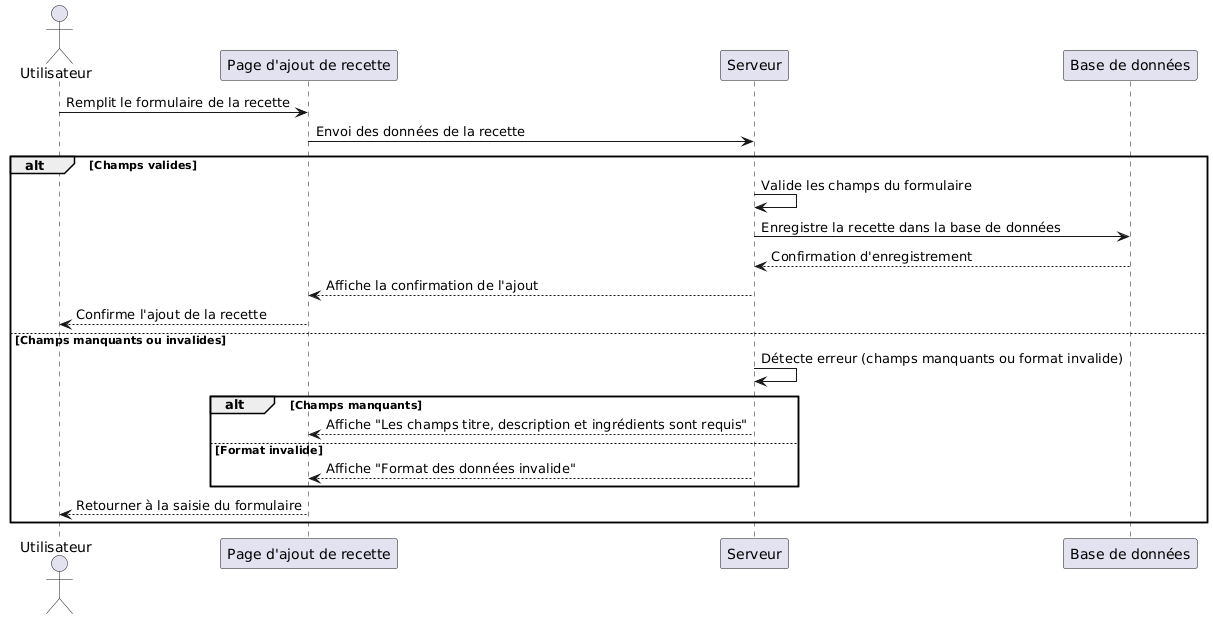 Utilisateur
Page d'ajout de recette
Serveur
Base de données
Remplit le formulaire de la recette
Envoi des données de la recette
alt
[Champs valides]
Valide les champs du formulaire
Enregistre la recette dans la base de données
Confirmation d'enregistrement
Affiche la confirmation de l'ajout
Confirme l'ajout de la recette
[Champs manquants ou invalides]
Détecte erreur (champs manquants ou format invalide)
alt
[Champs manquants]
Affiche "Les champs titre, description et ingrédients sont requis"
[Format invalide]
Affiche "Format des données invalide"
Retourner à la saisie du formulaire
Utilisateur
Page d'ajout de recette
Serveur
Base de données